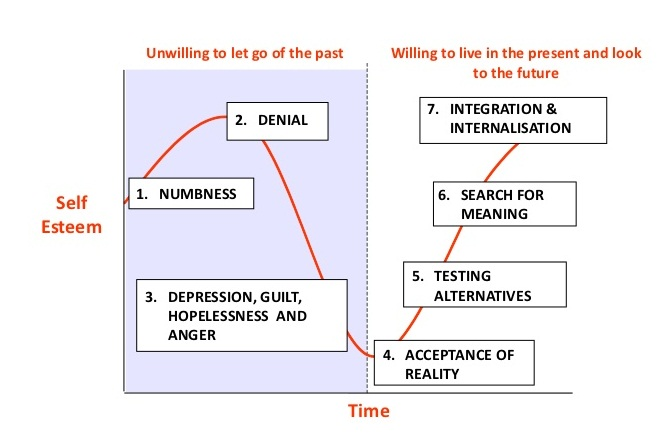 Unwilling to let go of the past
Willing to live in the present and look
to the future
7. INTEGRATION &
INTERNALISATION
2. DENIAL
1. NUMBNESS
6. SEARCH FOR
MEANING
Self
Esteem
5. TESTING
ALTERNATIVES
3. DEPRESSION, GUILT,
HOPELESSNESS AND
ANGER
4. ACCEPTANCE OF
REALITY
Time